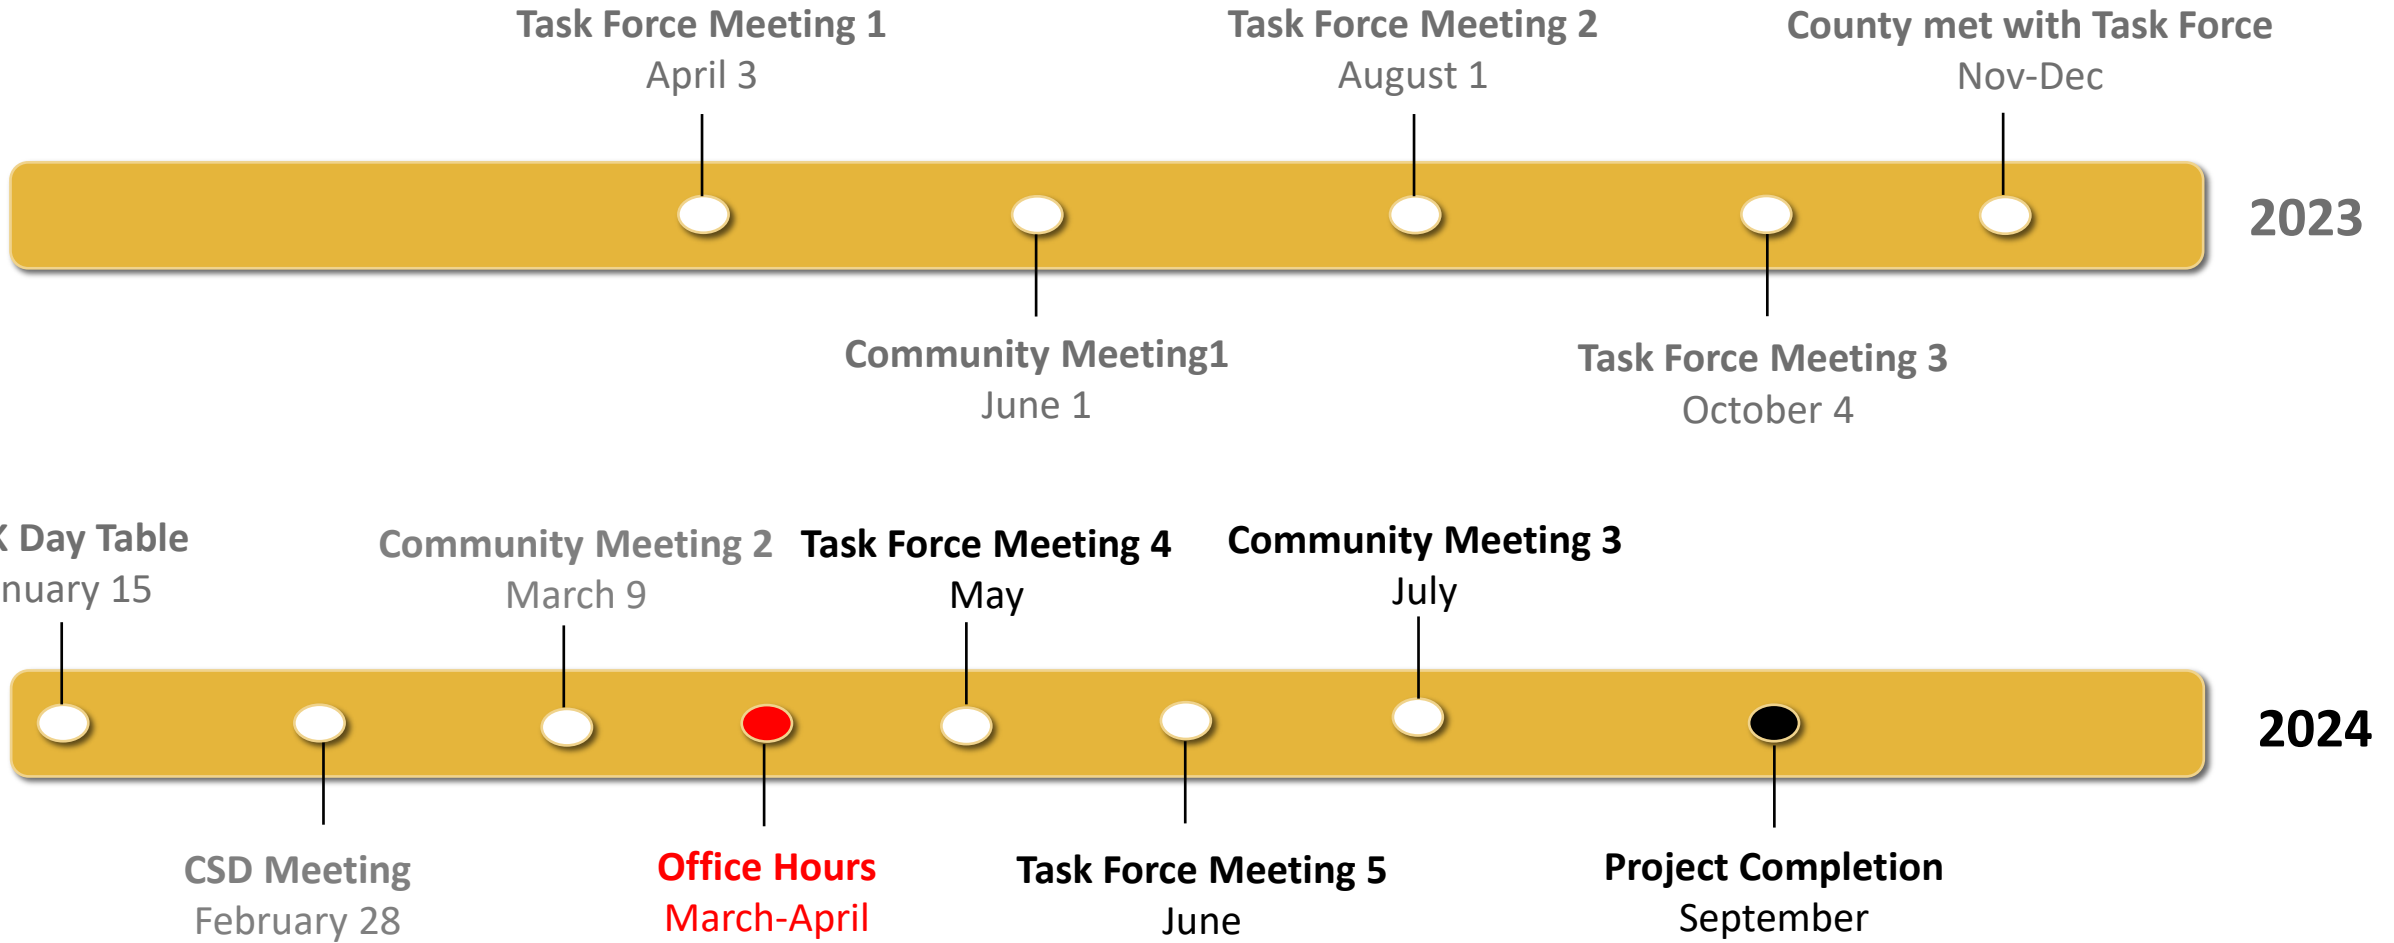 Task Force Meeting 1
April 3
Task Force Meeting 2
August 1
County met with Task Force
Nov-Dec
2023
Community Meeting1
June 1
Task Force Meeting 3
October 4
Day Table
15
Community Meeting 2
March 9
Task Force Meeting 4
May
Community Meeting 3
July
2024
CSD Meeting
February 28
Office Hours
March-April
Task Force Meeting 5
June
Project Completion
September